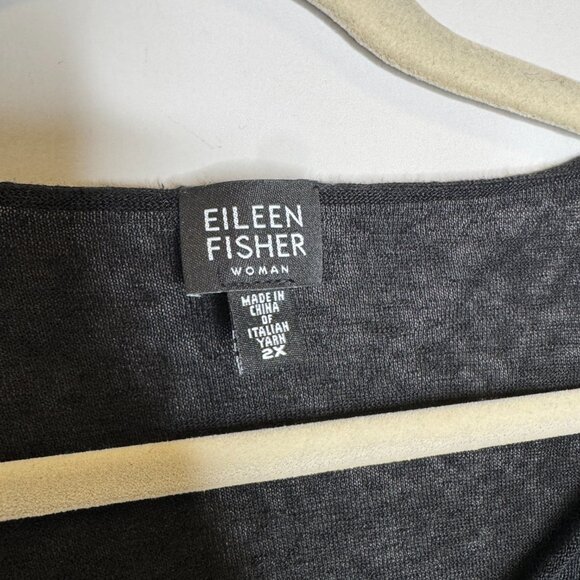 EILEEN
FISHER
WOMAN
MADE IN
CHINA
OF
ITALIAN
YARN
2X